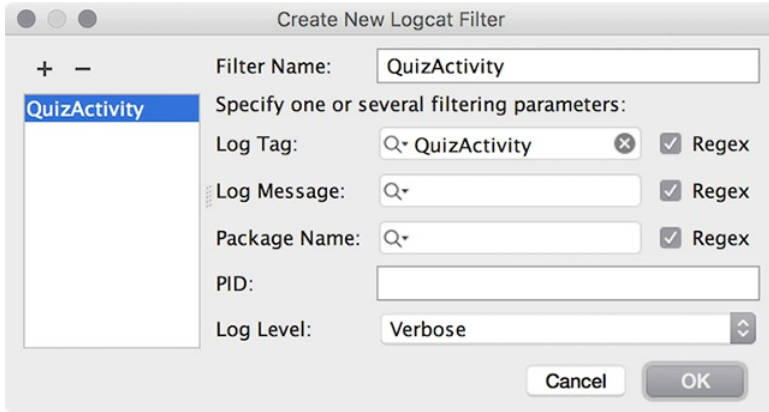 Create New Logcat Filter
+ −
QuizActivity
Filter Name: QuizActivity
Specify one or several filtering parameters:
Log Tag: QuizActivity Regex
Log Message: Regex
Package Name: Regex
PID:
Log Level: Verbose
Cancel OK